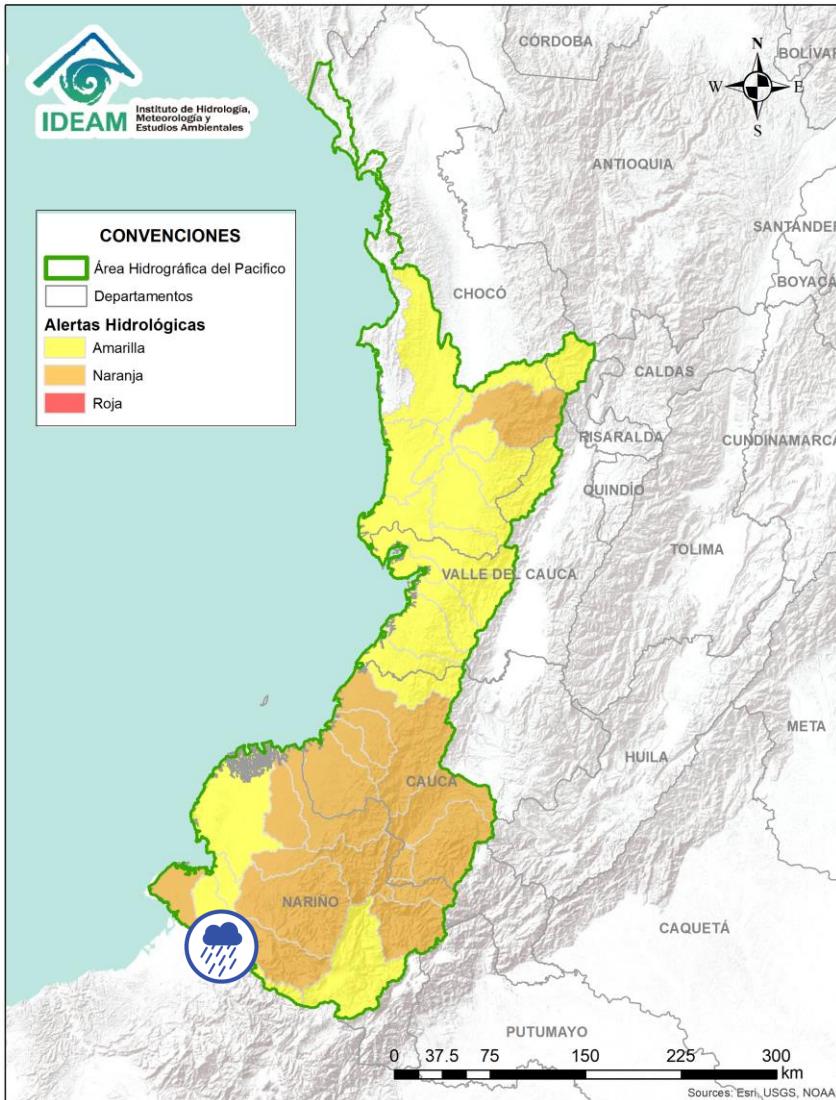 IDEAM
Instituto de Hidrología,
Meteorología y
Estudios Ambientales
CÓRDOBA
BOLÍVAR
N
W
E
S
ANTIOQUIA
SANTANDER
BOYACÁ
CONVENCIONES
Área Hidrográfica del Pacifico
Departamentos
Alertas Hidrológicas
Amarilla
Naranja
Roja
CHOCÓ
CALDAS
RISARALDA
CUNDINAMARCA
QUINDÍO
TOLIMA
VALLE DEL CAUCA
META
HUILA
CAUCA
NARIÑO
CAQUETÁ
PUTUMAYO
0 37.5 75 150 225 300
km
Sources: Esri, USGS, NOAA